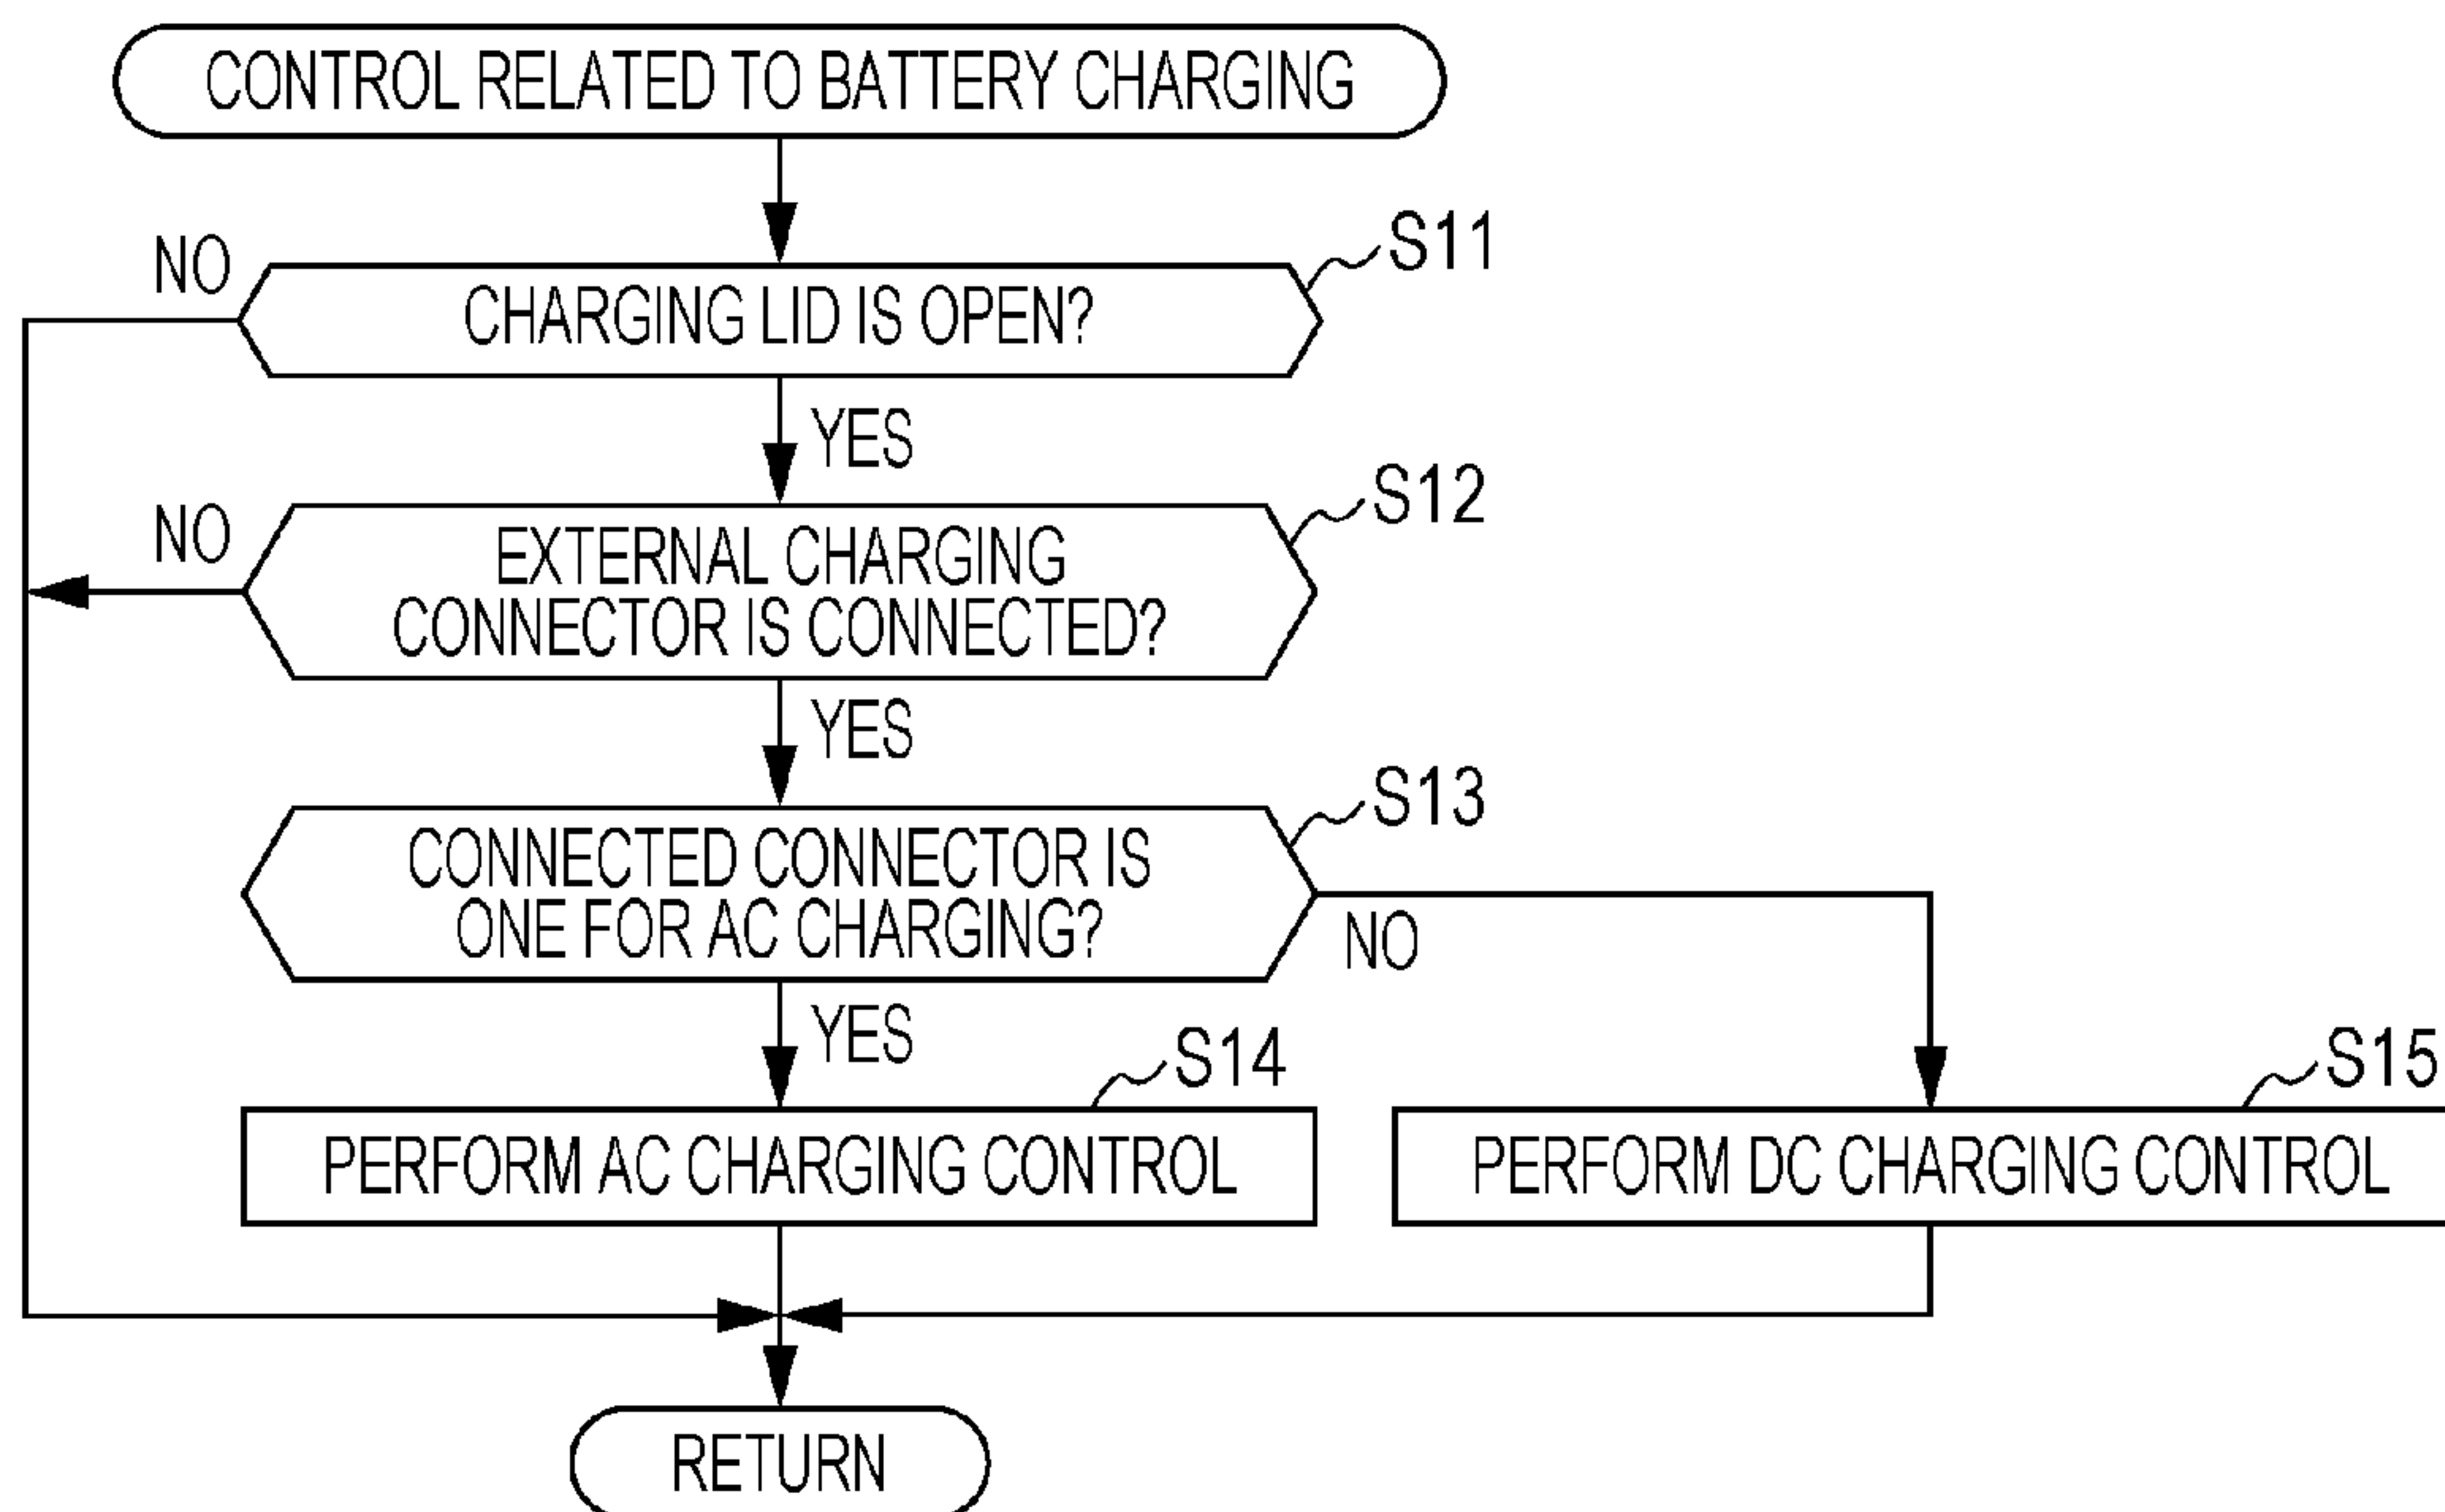 CONTROL RELATED TO BATTERY CHARGING
S11
NO
CHARGING LID IS OPEN?
YES
S12
NO
EXTERNAL CHARGING
CONNECTOR IS CONNECTED?
YES
S13
CONNECTED CONNECTOR IS
ONE FOR AC CHARGING?
NO
YES
S14
S15
PERFORM AC CHARGING CONTROL
PERFORM DC CHARGING CONTROL
RETURN